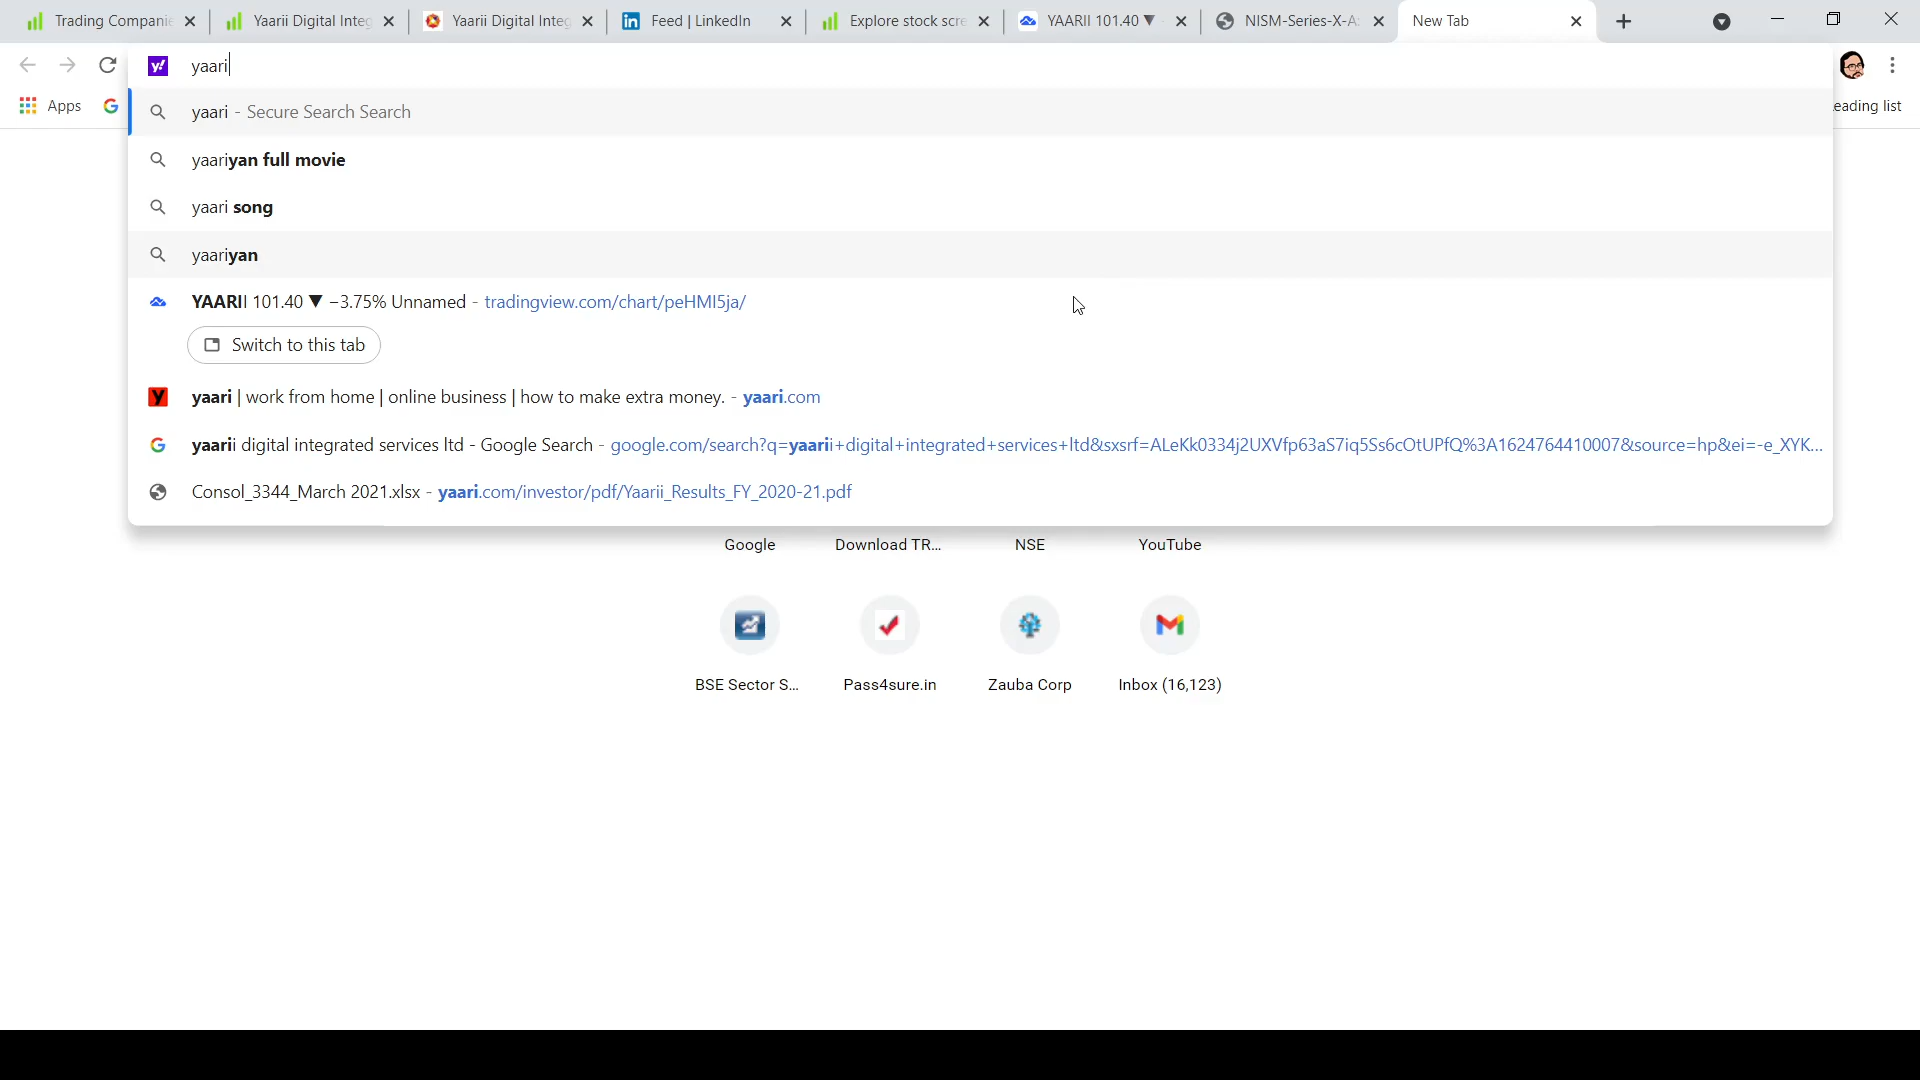 Trading Companie
Yaarii Digital Integ
Yaarii Digital Integ
Feed | LinkedIn
Explore stock scre
YAARII 101.40 ▼ -
NISM-Series-X-A:
New Tab
yaari
Apps
eading list
yaari - Secure Search Search
yaariyan full movie
yaari song
yaariyan
YAARII 101.40 ▼ −3.75% Unnamed - tradingview.com/chart/peHMI5ja/
Switch to this tab
yaari | work from home | online business | how to make extra money. - yaari.com
yaarii digital integrated services ltd - Google Search - google.com/search?q=yaarii+digital+integrated+services+ltd&sxsrf=ALeKk0334j2UXVfp63aS7iq5Ss6cOtUPfQ%3A1624764410007&source=hp&ei=-e_XYK...
Consol_3344_March 2021.xlsx - yaari.com/investor/pdf/Yaarii_Results_FY_2020-21.pdf
Google
Download TR...
NSE
YouTube
BSE Sector S...
Pass4sure.in
Zauba Corp
Inbox (16,123)